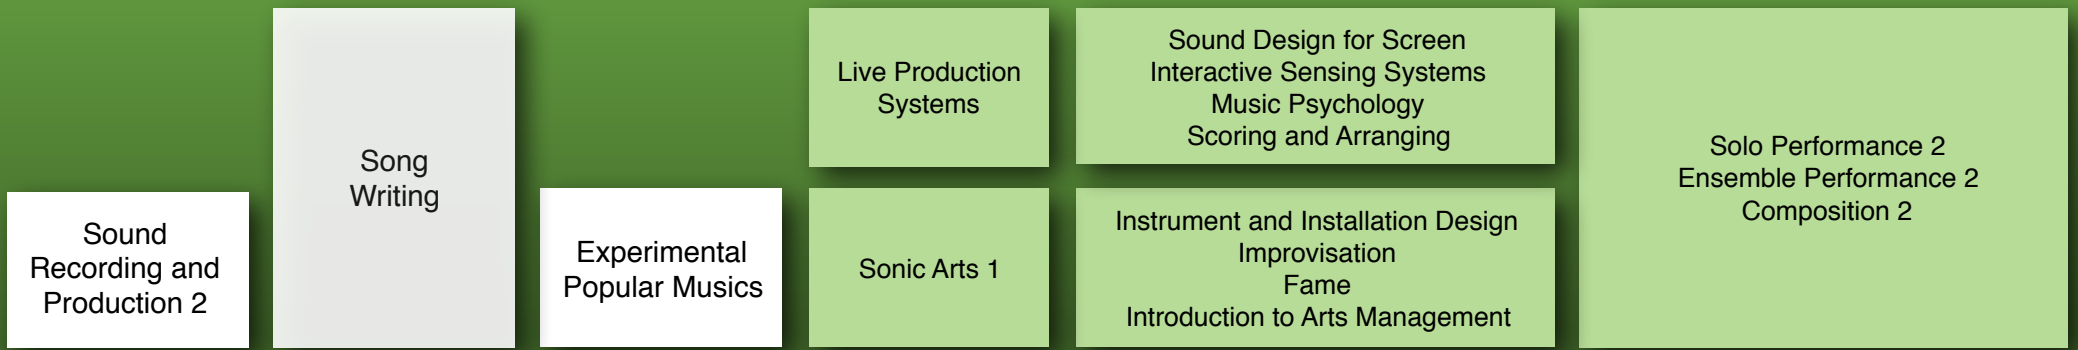 Sound
Recording and
Production 2
Song
Writing
Experimental
Popular Musics
Live Production
Systems
Sonic Arts 1
Sound Design for Screen
Interactive Sensing Systems
Music Psychology
Scoring and Arranging
Instrument and Installation Design
Improvisation
Fame
Introduction to Arts Management
Solo Performance 2
Ensemble Performance 2
Composition 2